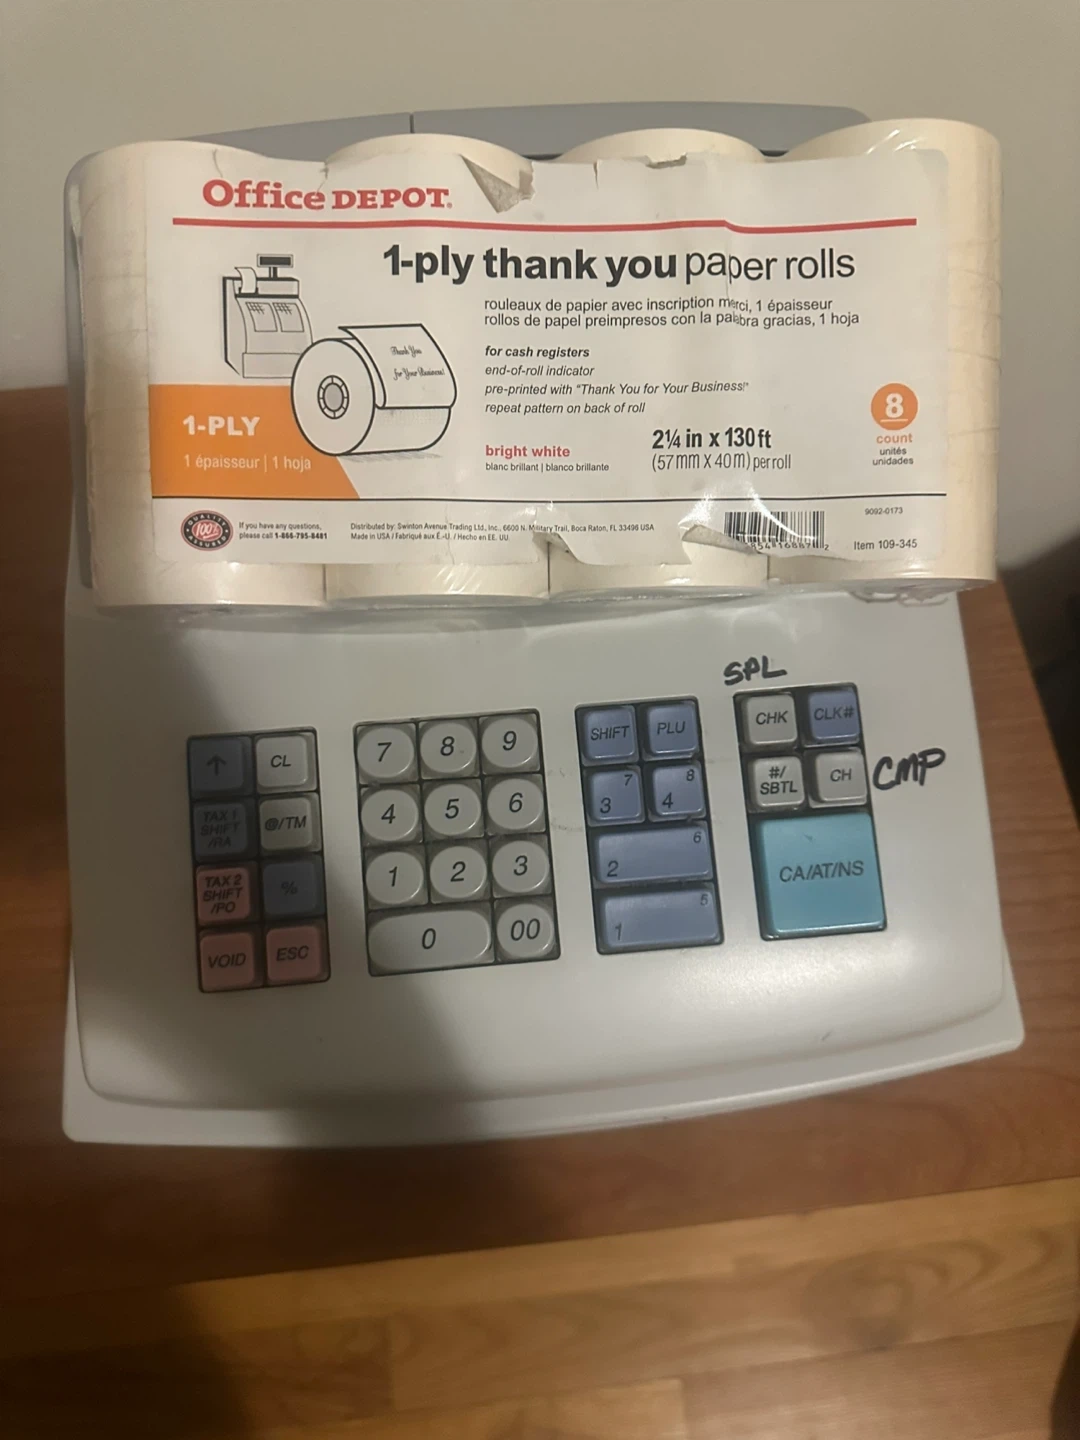 Office DEPOT.
1-ply thank you paper rolls
rouleaux de papier avec inscription merci, 1 épaisseur
rollos de papel preimpresos con la palabra gracias, 1 hoja
Thank You
for Your Business!
for cash registers
end-of-roll indicator
pre-printed with "Thank You for Your Business!"
repeat pattern on back of roll
1-PLY
1 épaisseur | 1 hoja
bright white
blanc brillant | blanco brillante
2¼ in x 130 ft
(57 mm X 40 m) per roll
8
count
unités
unidades
QUALITY
100%
ASSURED
If you have any questions,
please call 1-866-795-8481
Distributed by: Swinton Avenue Trading Ltd., Inc., 6600 N. Military Trail, Boca Raton, FL 33496 USA
Made in USA / Fabriqué aux É.-U. / Hecho en EE. UU.
9092-0173
Item 109-345
SPL
CMP
↑ CL
TAX 1
SHIFT
/RA
@/TM
TAX 2
SHIFT
/PO
%
VOID ESC
7 8 9
4 5 6
1 2 3
0 00
SHIFT PLU
7 8
3 4
6
2
5
1
CHK CLK#
#/
SBTL
CH
CA/AT/NS